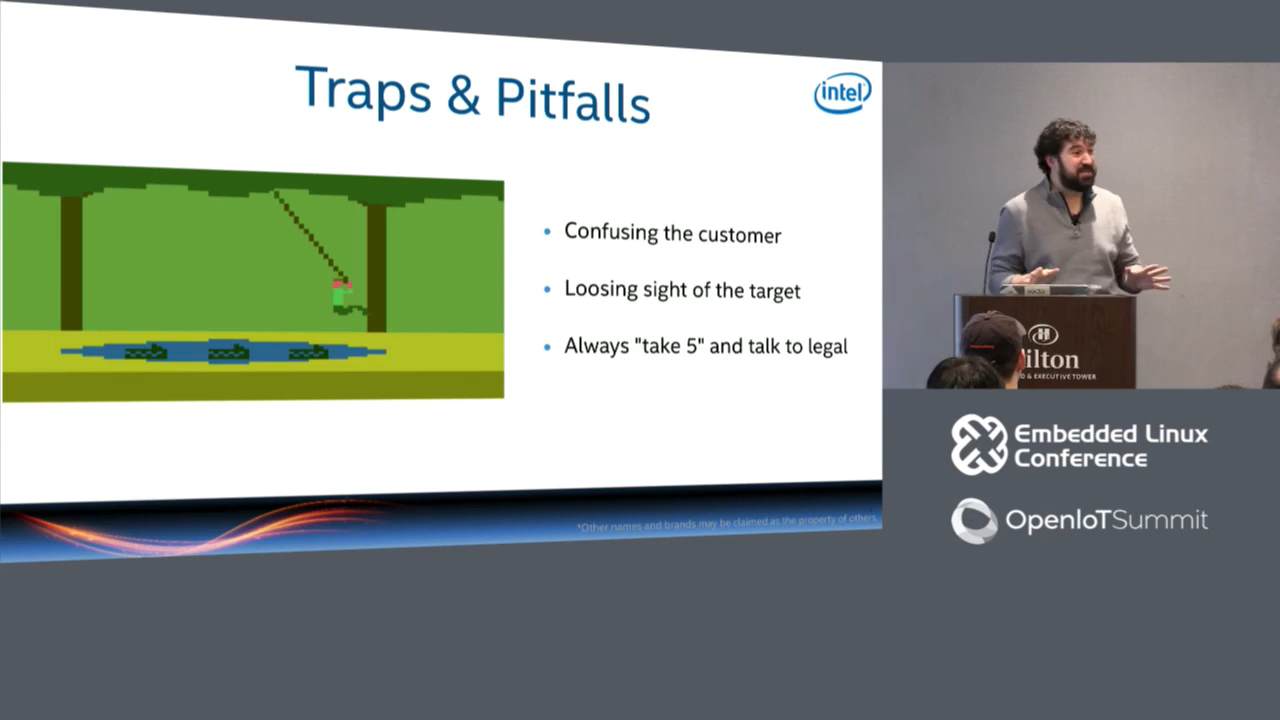 Traps & Pitfalls
intel
Confusing the customer
Loosing sight of the target
Always "take 5" and talk to legal
*Other names and brands may be claimed as the property of others.
H
ilton
& EXECUTIVE TOWER
Embedded Linux
Conference
OpenIoTSummit